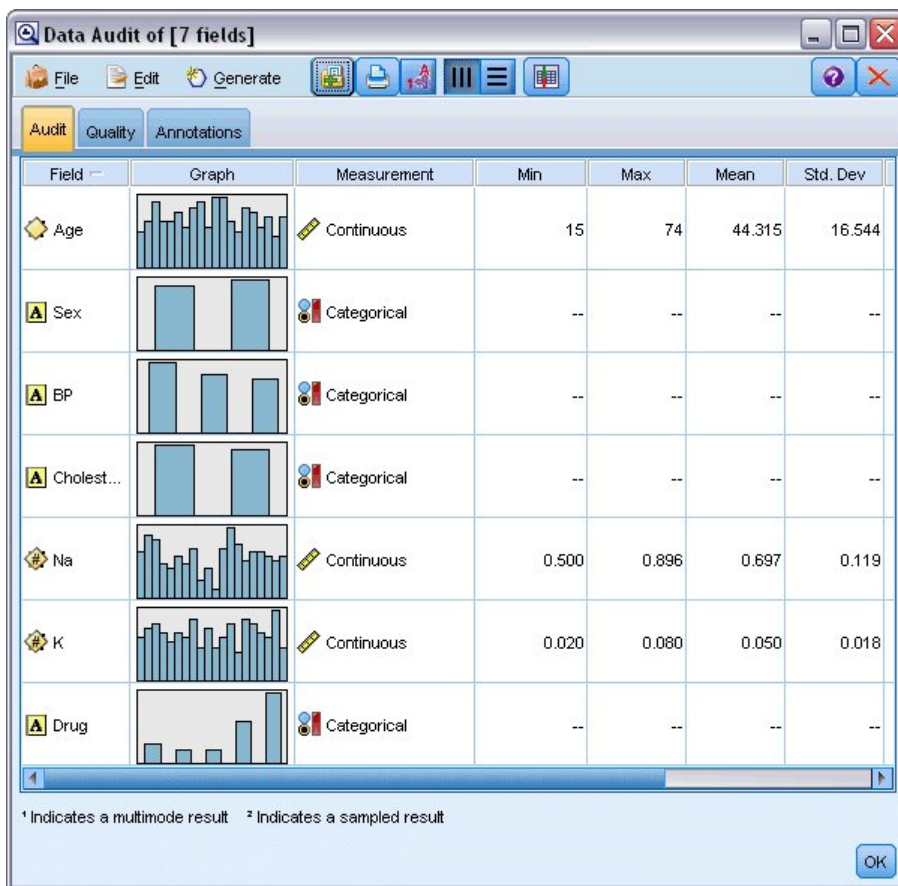 Data Audit of [7 fields]
File Edit Generate
Audit Quality Annotations
Field Graph Measurement Min Max Mean Std. Dev
Age Continuous 15 74 44.315 16.544
A Sex Categorical -- -- -- --
A BP Categorical -- -- -- --
A Cholest... Categorical -- -- -- --
# Na Continuous 0.500 0.896 0.697 0.119
# K Continuous 0.020 0.080 0.050 0.018
A Drug Categorical -- -- -- --
¹ Indicates a multimode result ² Indicates a sampled result
OK